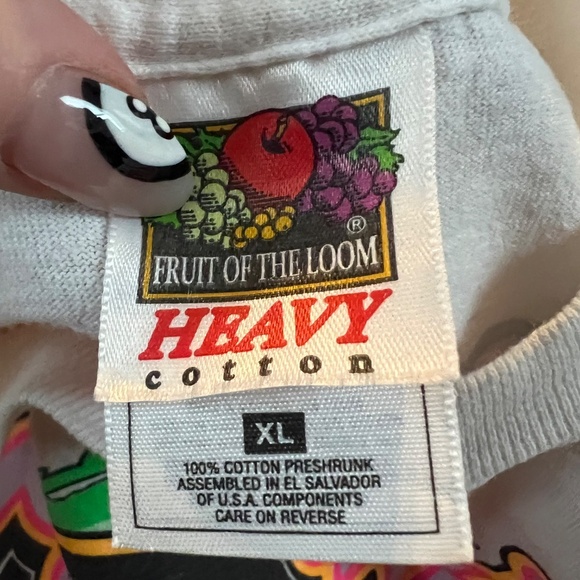 ®
FRUIT OF THE LOOM
HEAVY
cotton
XL
100% COTTON PRESHRUNK
ASSEMBLED IN EL SALVADOR
OF U.S.A. COMPONENTS
CARE ON REVERSE